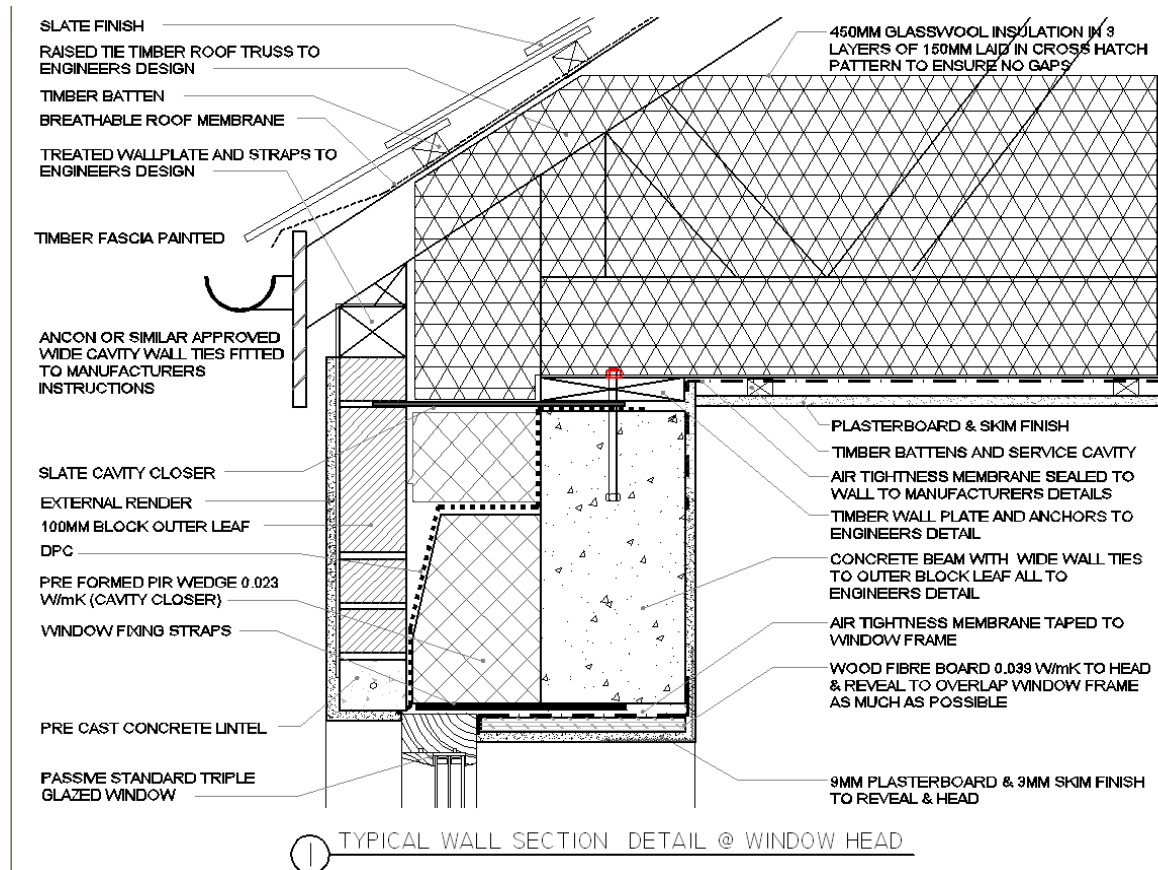 SLATE FINISH
RAISED TIE TIMBER ROOF TRUSS TO
ENGINEERS DESIGN
TIMBER BATTEN
BREATHABLE ROOF MEMBRANE
TREATED WALLPLATE AND STRAPS TO
ENGINEERS DESIGN
TIMBER FASCIA PAINTED
ANCON OR SIMILAR APPROVED
WIDE CAVITY WALL TIES FITTED
TO MANUFACTURERS
INSTRUCTIONS
SLATE CAVITY CLOSER
EXTERNAL RENDER
100MM BLOCK OUTER LEAF
DPC
PRE FORMED PIR WEDGE 0.023
W/mK (CAVITY CLOSER)
WINDOW FIXING STRAPS
PRE CAST CONCRETE LINTEL
PASSIVE STANDARD TRIPLE
GLAZED WINDOW
450MM GLASSWOOL INSULATION IN 3
LAYERS OF 150MM LAID IN CROSS HATCH
PATTERN TO ENSURE NO GAPS
PLASTERBOARD & SKIM FINISH
TIMBER BATTENS AND SERVICE CAVITY
AIR TIGHTNESS MEMBRANE SEALED TO
WALL TO MANUFACTURERS DETAILS
TIMBER WALL PLATE AND ANCHORS TO
ENGINEERS DETAIL
CONCRETE BEAM WITH WIDE WALL TIES
TO OUTER BLOCK LEAF ALL TO
ENGINEERS DETAIL
AIR TIGHTNESS MEMBRANE TAPED TO
WINDOW FRAME
WOOD FIBRE BOARD 0.039 W/mK TO HEAD
& REVEAL TO OVERLAP WINDOW FRAME
AS MUCH AS POSSIBLE
9MM PLASTERBOARD & 3MM SKIM FINISH
TO REVEAL & HEAD
1 TYPICAL WALL SECTION DETAIL @ WINDOW HEAD